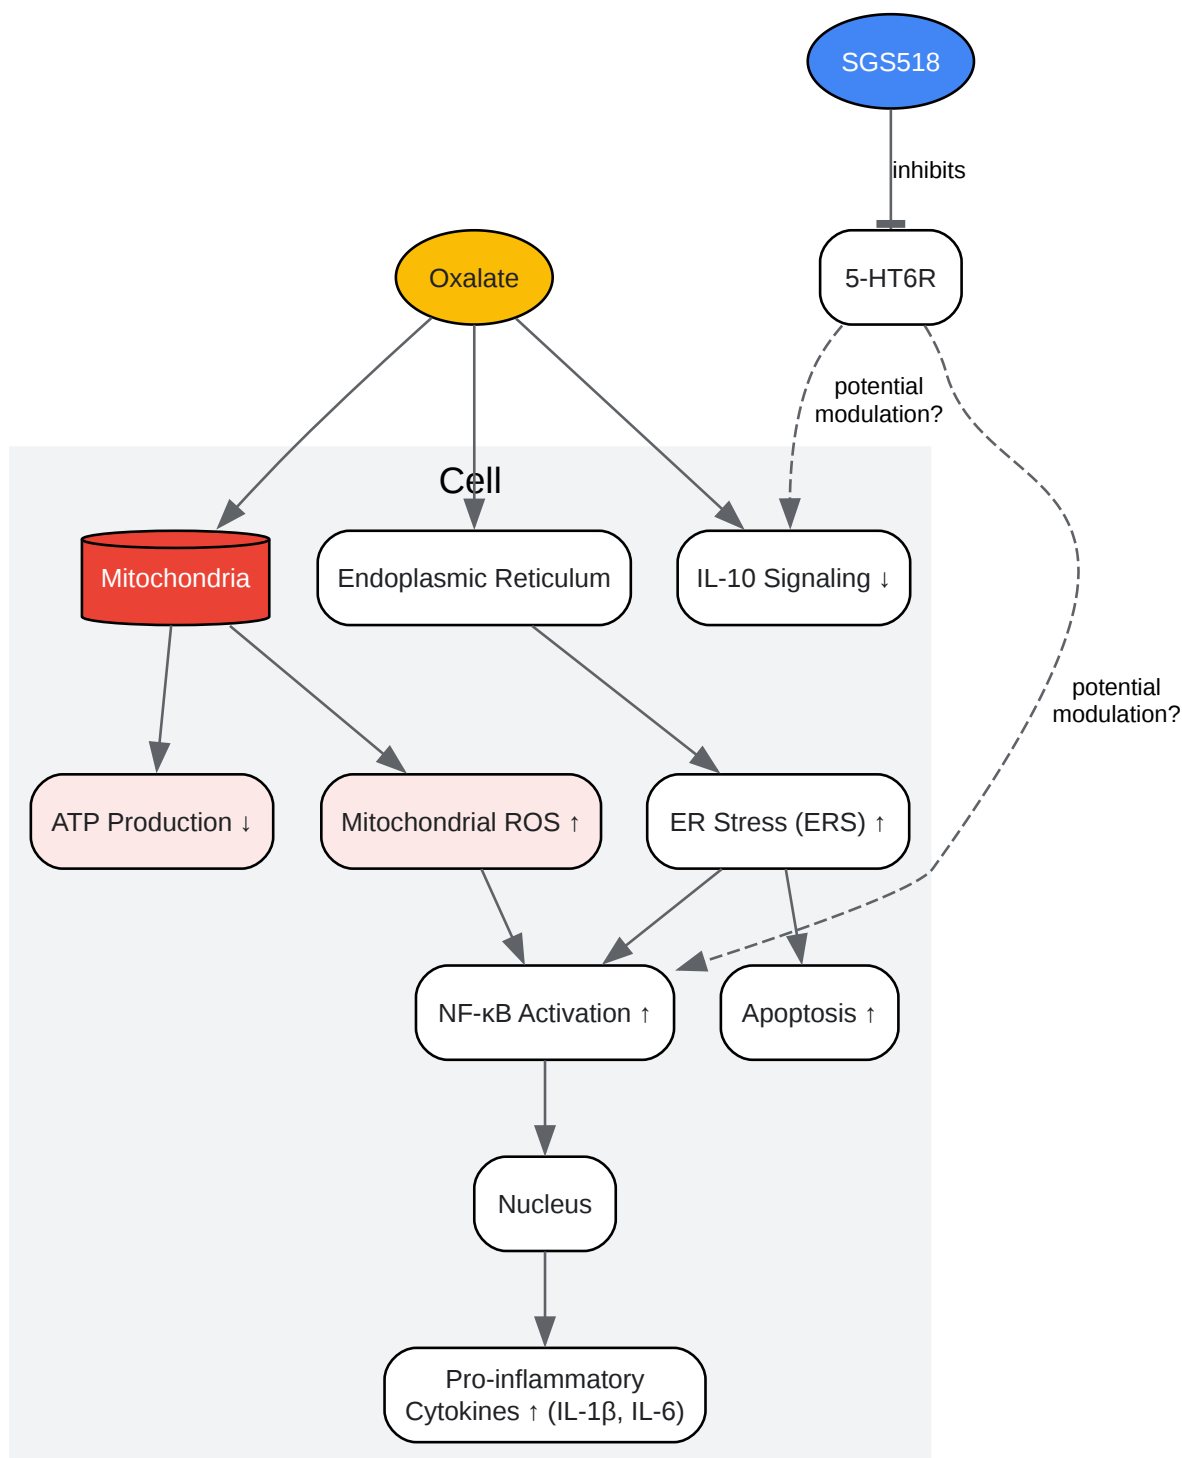 SGS518
inhibits
Oxalate
5-HT6R
potential
modulation?
Cell
Mitochondria
Endoplasmic Reticulum
IL-10 Signaling ↓
potential
modulation?
ATP Production ↓
Mitochondrial ROS ↑
ER Stress (ERS) ↑
NF-κB Activation ↑
Apoptosis ↑
Nucleus
Pro-inflammatory
Cytokines ↑ (IL-1β, IL-6)